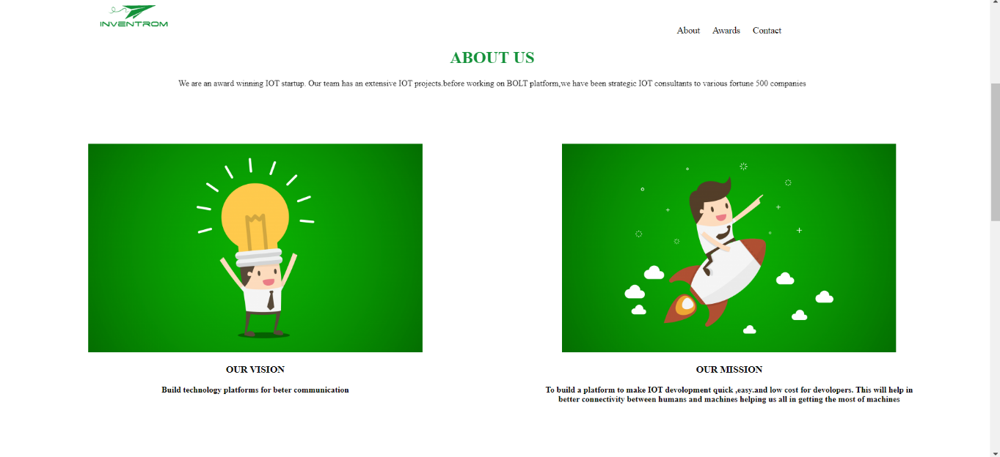 INVENTROM
About Awards Contact
ABOUT US
We are an award winning IOT startup. Our team has an extensive IOT projects.before working on BOLT platform,we have been strategic IOT consultants to various fortune 500 companies
OUR VISION
Build technology platforms for beter communication
OUR MISSION
To build a platform to make IOT devolopment quick ,easy.and low cost for devolopers. This will help in
better connectivity between humans and machines helping us all in getting the most of machines